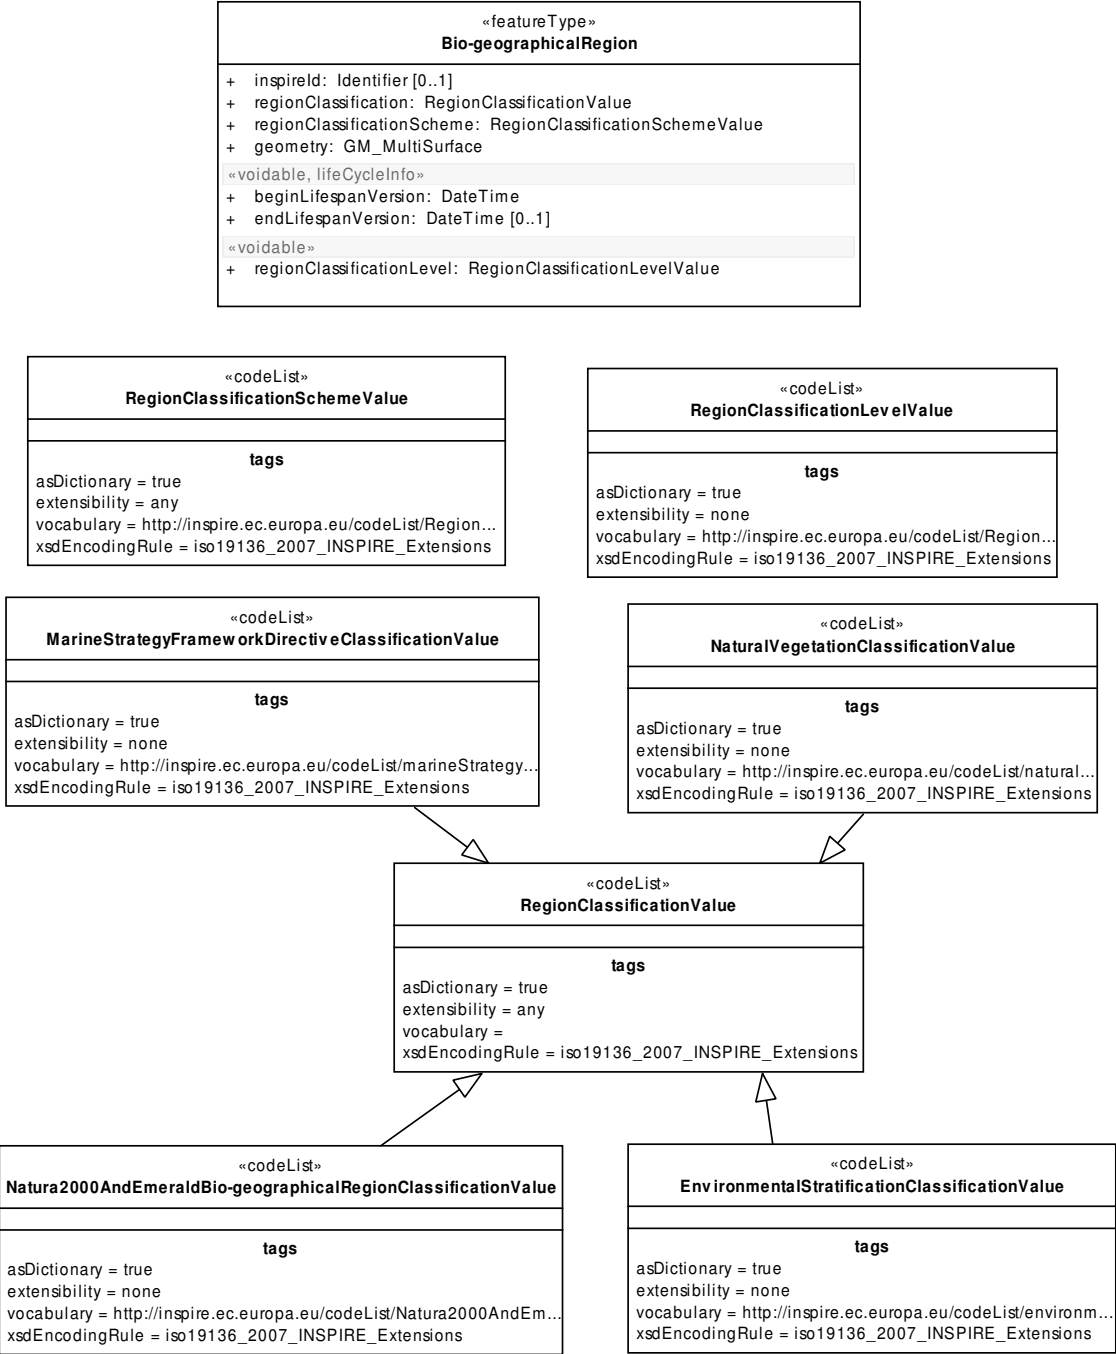 «featureType»
Bio-geographicalRegion
+ inspireId: Identifier [0..1]
+ regionClassification: RegionClassificationValue
+ regionClassificationScheme: RegionClassificationSchemeValue
+ geometry: GM_MultiSurface
«voidable, lifeCycleInfo»
+ beginLifespanVersion: DateTime
+ endLifespanVersion: DateTime [0..1]
«voidable»
+ regionClassificationLevel: RegionClassificationLevelValue
«codeList»
RegionClassificationSchemeValue
tags
asDictionary = true
extensibility = any
vocabulary = http://inspire.ec.europa.eu/codeList/Region...
xsdEncodingRule = iso19136_2007_INSPIRE_Extensions
«codeList»
RegionClassificationLevelValue
tags
asDictionary = true
extensibility = none
vocabulary = http://inspire.ec.europa.eu/codeList/Region...
xsdEncodingRule = iso19136_2007_INSPIRE_Extensions
«codeList»
MarineStrategyFrameworkDirectiveClassificationValue
tags
asDictionary = true
extensibility = none
vocabulary = http://inspire.ec.europa.eu/codeList/marineStrategy...
xsdEncodingRule = iso19136_2007_INSPIRE_Extensions
«codeList»
NaturalVegetationClassificationValue
tags
asDictionary = true
extensibility = none
vocabulary = http://inspire.ec.europa.eu/codeList/natural...
xsdEncodingRule = iso19136_2007_INSPIRE_Extensions
«codeList»
RegionClassificationValue
tags
asDictionary = true
extensibility = any
vocabulary =
xsdEncodingRule = iso19136_2007_INSPIRE_Extensions
«codeList»
Natura2000AndEmeraldBio-geographicalRegionClassificationValue
tags
asDictionary = true
extensibility = none
vocabulary = http://inspire.ec.europa.eu/codeList/Natura2000AndEm...
xsdEncodingRule = iso19136_2007_INSPIRE_Extensions
«codeList»
EnvironmentalStratificationClassificationValue
tags
asDictionary = true
extensibility = none
vocabulary = http://inspire.ec.europa.eu/codeList/environm...
xsdEncodingRule = iso19136_2007_INSPIRE_Extensions